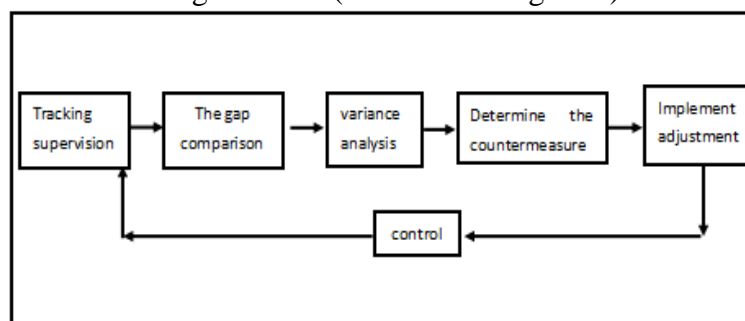 Tracking
supervision
The gap
comparison
variance
analysis
Determine the
countermeasure
Implement
adjustment
control